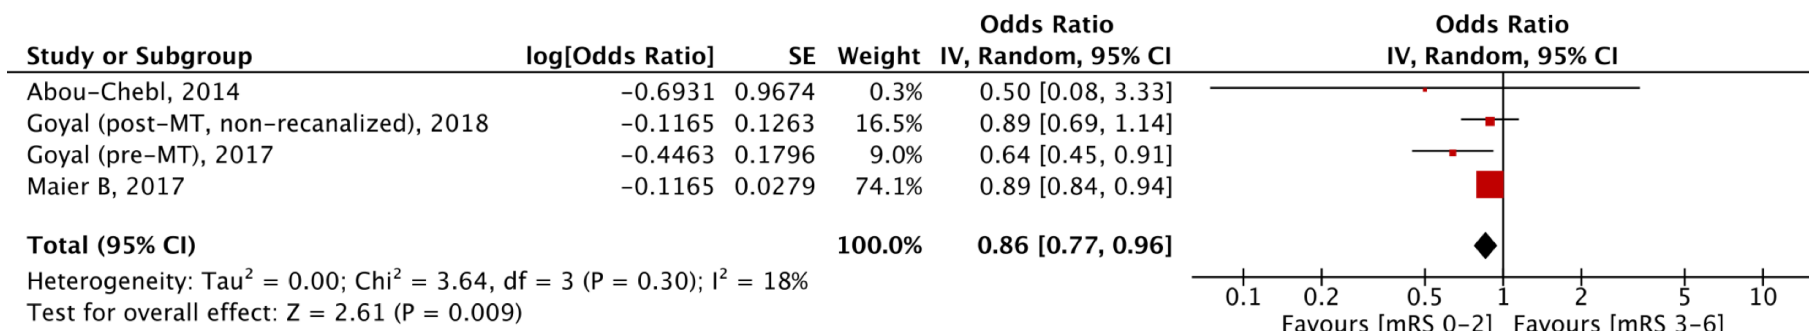 Odds Ratio Odds Ratio
Study or Subgroup log[Odds Ratio] SE Weight IV, Random, 95% CI IV, Random, 95% CI
Abou-Chebl, 2014 −0.6931 0.9674 0.3% 0.50 [0.08, 3.33]
Goyal (post-MT, non-recanalized), 2018 −0.1165 0.1263 16.5% 0.89 [0.69, 1.14]
Goyal (pre-MT), 2017 −0.4463 0.1796 9.0% 0.64 [0.45, 0.91]
Maier B, 2017 −0.1165 0.0279 74.1% 0.89 [0.84, 0.94]
Total (95% CI) 100.0% 0.86 [0.77, 0.96]
Heterogeneity: Tau² = 0.00; Chi² = 3.64, df = 3 (P = 0.30); I² = 18%
Test for overall effect: Z = 2.61 (P = 0.009)
0.1 0.2 0.5 1 2 5 10
Favours [mRS 0-2] Favours [mRS 3-6]